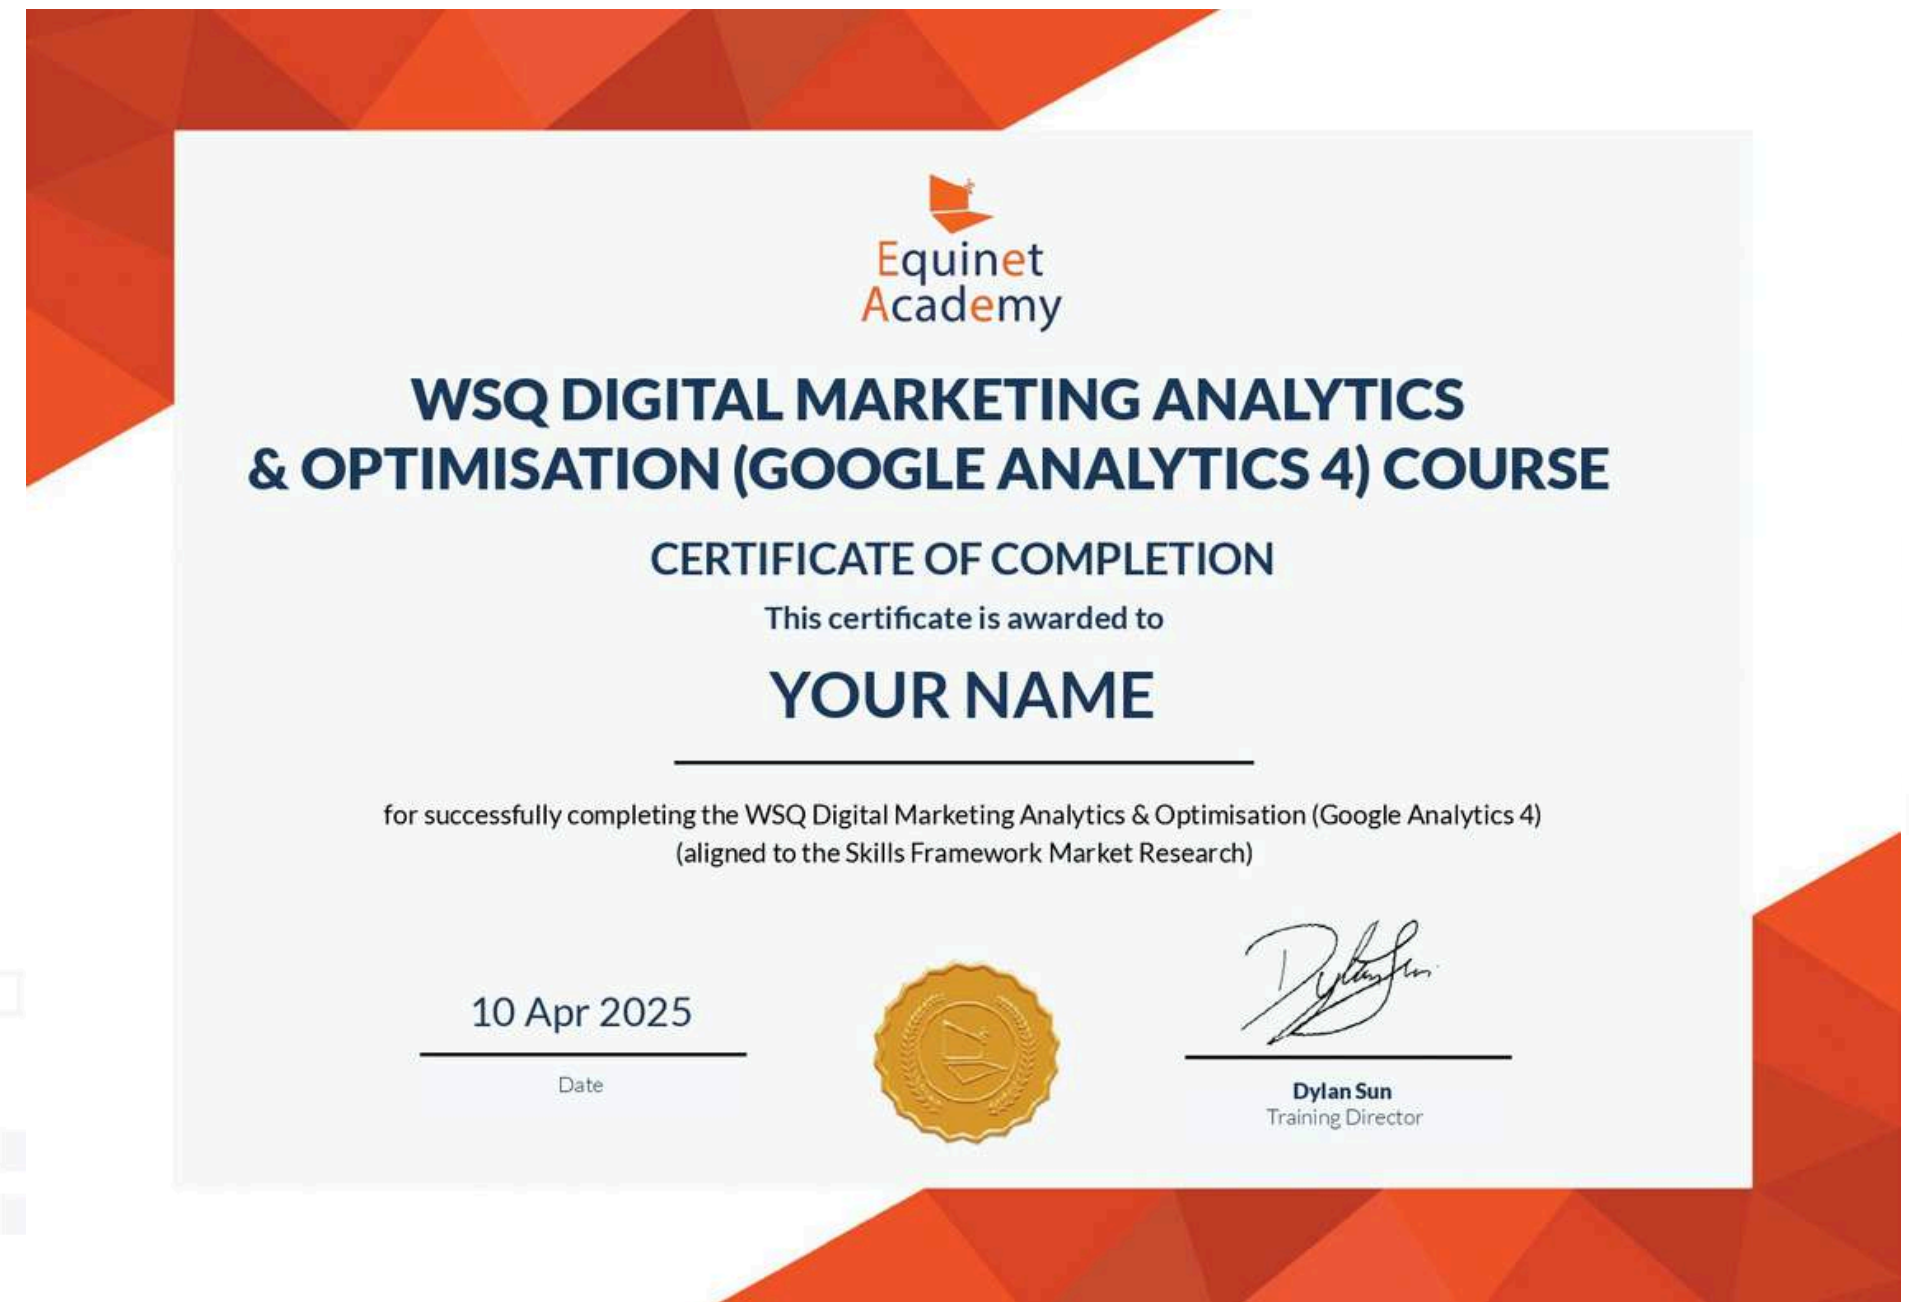 Equinet
Academy
WSQ DIGITAL MARKETING ANALYTICS
& OPTIMISATION (GOOGLE ANALYTICS 4) COURSE
CERTIFICATE OF COMPLETION
This certificate is awarded to
YOUR NAME
for successfully completing the WSQ Digital Marketing Analytics & Optimisation (Google Analytics 4)
(aligned to the Skills Framework Market Research)
10 Apr 2025
Date
Dylan Sun
Dylan Sun
Training Director